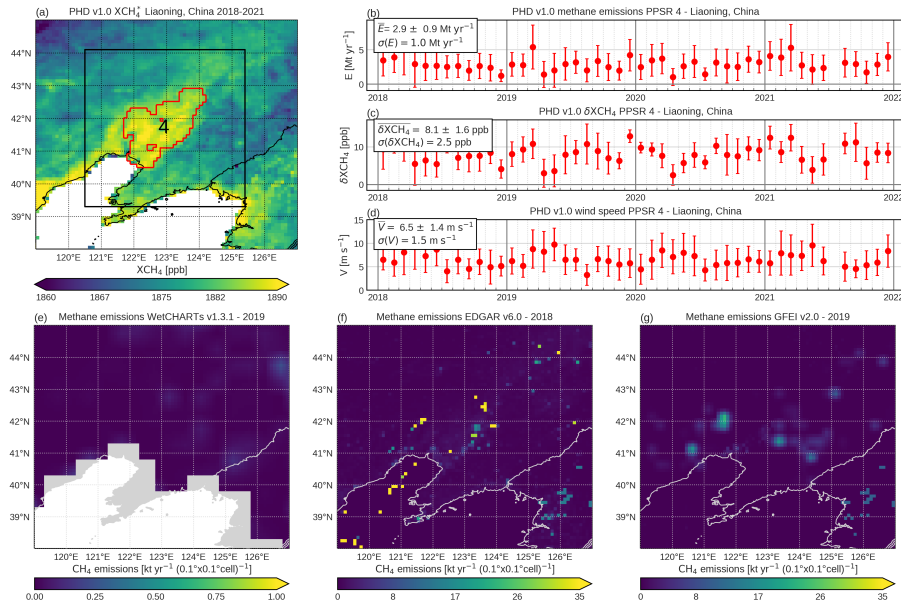 (a) PHD v1.0 XCH₄⁺ Liaoning, China 2018-2021
44°N
43°N
42°N
41°N
40°N
39°N
4
120°E 121°E 122°E 123°E 124°E 125°E 126°E
XCH₄ [ppb]
1860 1867 1875 1882 1890
(b) PHD v1.0 methane emissions PPSR 4 - Liaoning, China
E̅= 2.9 ± 0.9 Mt yr⁻¹
σ(E) = 1.0 Mt yr⁻¹
E [Mt yr⁻¹]
5
0
2018 2019 2020 2021 2022
(c) PHD v1.0 δXCH₄ PPSR 4 - Liaoning, China
δXCH₄ = 8.1 ± 1.6 ppb
σ(δXCH₄) = 2.5 ppb
δXCH₄ [ppb]
10
0
2018 2019 2020 2021 2022
(d) PHD v1.0 wind speed PPSR 4 - Liaoning, China
V = 6.5 ± 1.4 m s⁻¹
σ(V) = 1.5 m s⁻¹
V [m s⁻¹]
15
10
5
0
2018 2019 2020 2021 2022
(e) Methane emissions WetCHARTs v1.3.1 - 2019
44°N
43°N
42°N
41°N
40°N
39°N
120°E 121°E 122°E 123°E 124°E 125°E 126°E
CH₄ emissions [kt yr⁻¹ (0.1°x0.1°cell)⁻¹]
0.00 0.25 0.50 0.75 1.00
(f) Methane emissions EDGAR v6.0 - 2018
44°N
43°N
42°N
41°N
40°N
39°N
120°E 121°E 122°E 123°E 124°E 125°E 126°E
CH₄ emissions [kt yr⁻¹ (0.1°x0.1°cell)⁻¹]
0 8 17 26 35
(g) Methane emissions GFEI v2.0 - 2019
44°N
43°N
42°N
41°N
40°N
39°N
120°E 121°E 122°E 123°E 124°E 125°E 126°E
CH₄ emissions [kt yr⁻¹ (0.1°x0.1°cell)⁻¹]
0 8 17 26 35